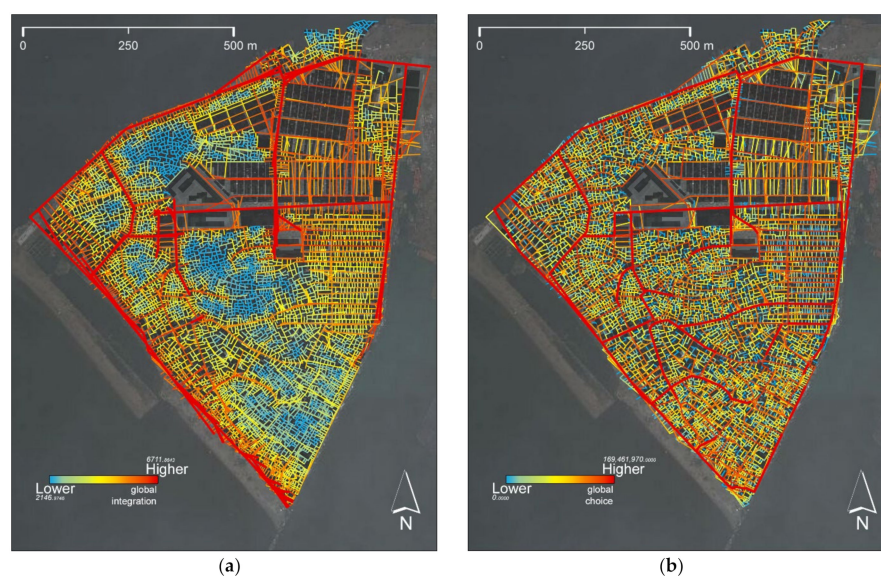 0 250 500 m
0 250 500 m
6711.8843
Higher
Lower
2146.9746
global
integration
N
169,461,970.0000
Higher
Lower
0.0000
global
choice
N
(a)
(b)